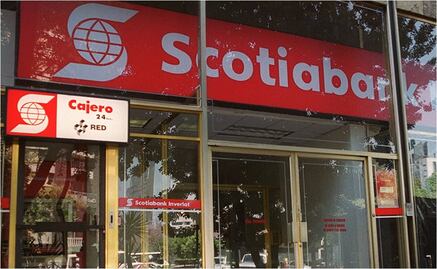 Scotiabank
Cajero
24
RED
Scotiabank Inverlat